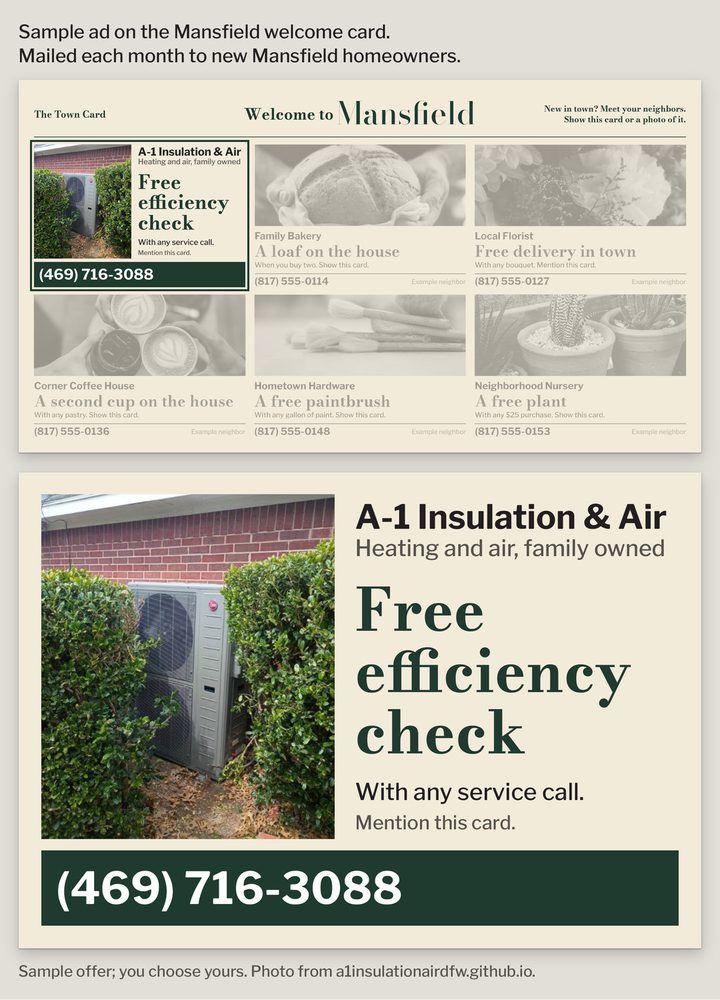 Sample ad on the Mansfield welcome card.
Mailed each month to new Mansfield homeowners.
The Town Card
Welcome to Mansfield
New in town? Meet your neighbors.
Show this card or a photo of it.
A-1 Insulation & Air
Heating and air, family owned
Free
efficiency
check
With any service call.
Mention this card.
(469) 716-3088
Family Bakery
A loaf on the house
When you buy two. Show this card.
(817) 555-0114
Example neighbor
Local Florist
Free delivery in town
With any bouquet. Mention this card.
(817) 555-0127
Example neighbor
Corner Coffee House
A second cup on the house
With any pastry. Show this card.
(817) 555-0136
Example neighbor
Hometown Hardware
A free paintbrush
With any gallon of paint. Show this card.
(817) 555-0148
Example neighbor
Neighborhood Nursery
A free plant
With any $25 purchase. Show this card.
(817) 555-0153
Example neighbor
A-1 Insulation & Air
Heating and air, family owned
Free
efficiency
check
With any service call.
Mention this card.
(469) 716-3088
Sample offer; you choose yours. Photo from a1insulationairdfw.github.io.